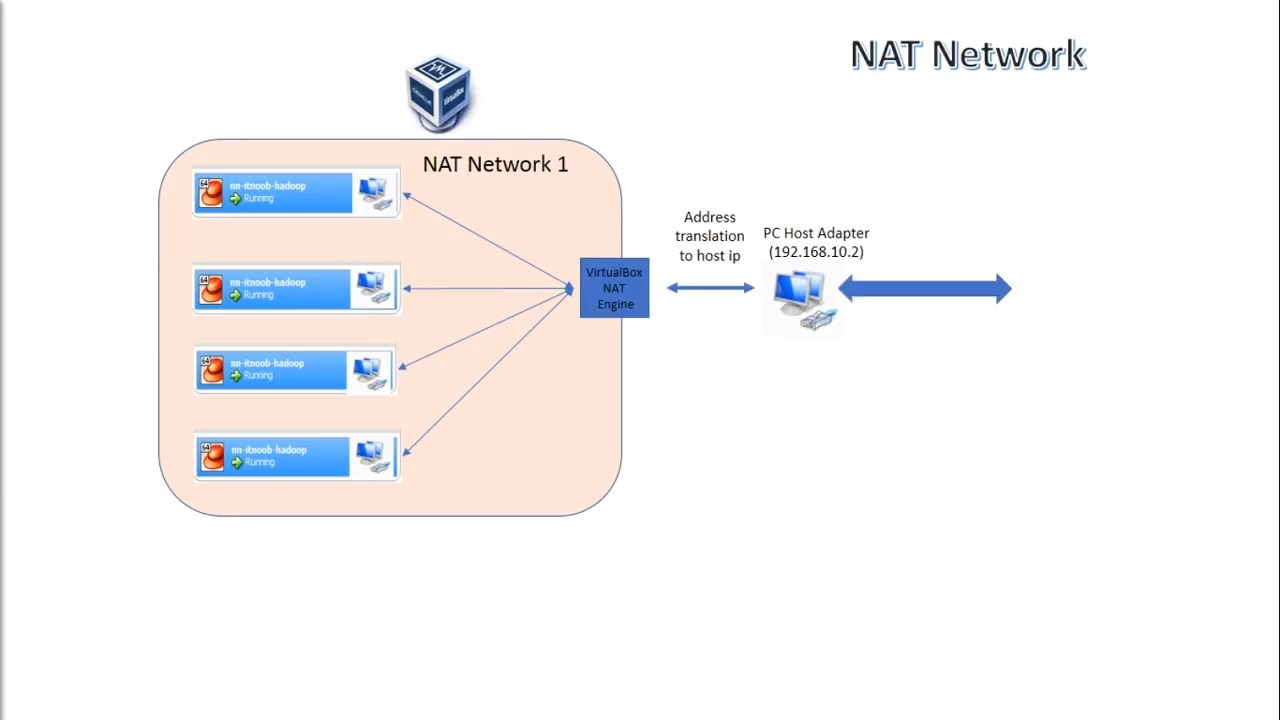 NAT Network
NAT Network 1
64
nn-itnoob-hadoop
Running
64
nn-itnoob-hadoop
Running
64
nn-itnoob-hadoop
Running
64
nn-itnoob-hadoop
Running
VirtualBox
NAT
Engine
Address
translation
to host ip
PC Host Adapter
(192.168.10.2)
ORACLE
VirtualBox